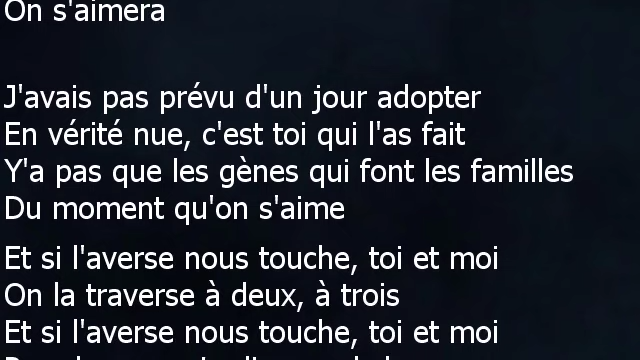 On s'aimera
J'avais pas prévu d'un jour adopter
En vérité nue, c'est toi qui l'as fait
Y'a pas que les gènes qui font les familles
Du moment qu'on s'aime
Et si l'averse nous touche, toi et moi
On la traverse à deux, à trois
Et si l'averse nous touche, toi et moi